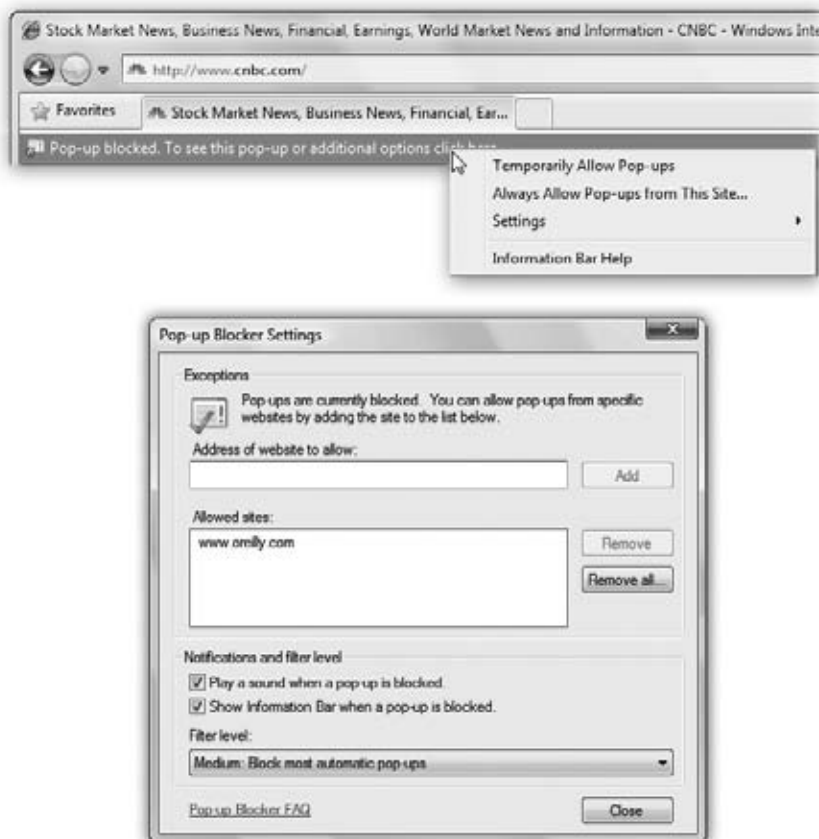 Stock Market News, Business News, Financial, Earnings, World Market News and Information - CNBC - Windows Inte
http://www.cnbc.com/
Favorites
Stock Market News, Business News, Financial, Ear...
Pop-up blocked. To see this pop-up or additional options click here
Temporarily Allow Pop-ups
Always Allow Pop-ups from This Site...
Settings
Information Bar Help
Pop-up Blocker Settings
Exceptions
Pop-ups are currently blocked. You can allow pop-ups from specific
websites by adding the site to the list below.
Address of website to allow:
Add
Allowed sites:
www.oreilly.com
Remove
Remove all...
Notifications and filter level
Play a sound when a pop-up is blocked.
Show Information Bar when a pop-up is blocked.
Filter level:
Medium: Block most automatic pop-ups
Pop-up Blocker FAQ
Close